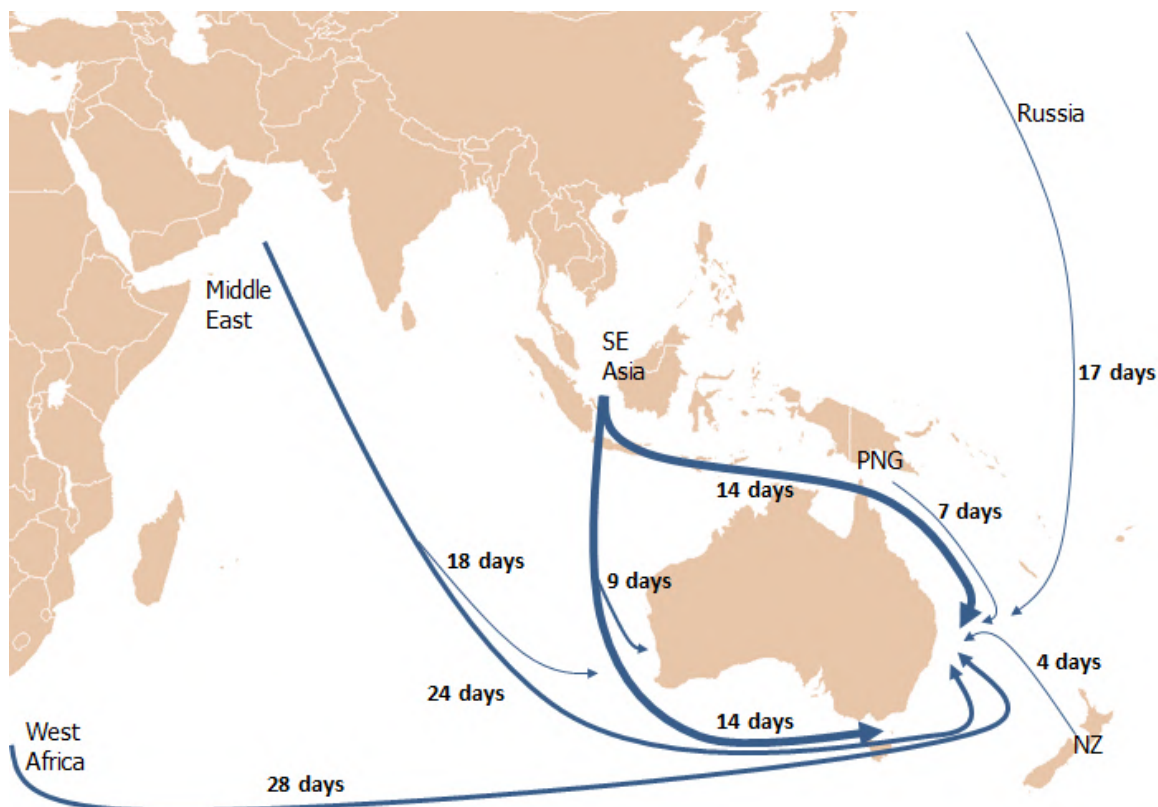 Russia
Middle
East
SE
Asia
17 days
PNG
14 days
7 days
18 days
9 days
4 days
24 days
14 days
West
Africa
NZ
28 days